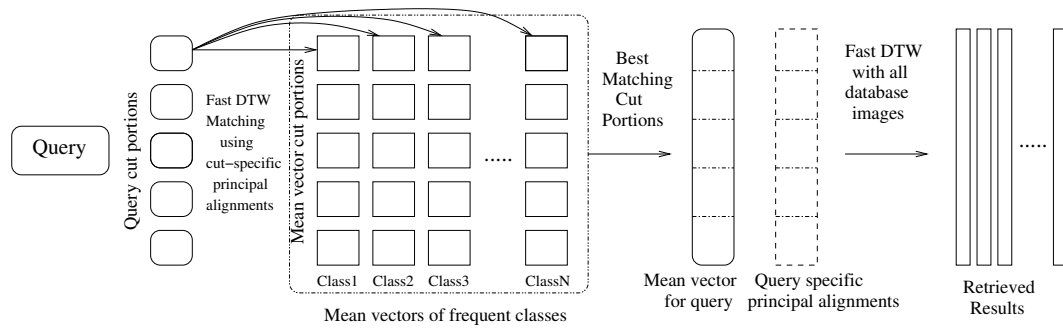 Query
Query cut portions
Fast DTW
Matching
using
cut-specific
principal
alignments
Mean vector cut portions
.....
Class1
Class2
Class3
ClassN
Mean vectors of frequent classes
Best
Matching
Cut
Portions
Mean vector
for query
Query specific
principal alignments
Fast DTW
with all
database
images
.....
Retrieved
Results